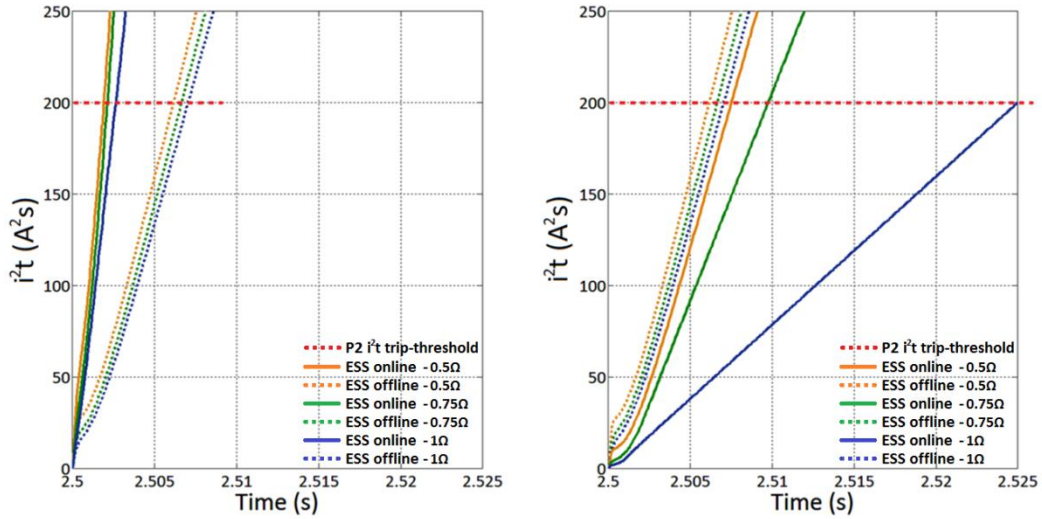 250
200
150
100
50
0
i²t (A²s)
2.5
2.505
2.51
2.515
2.52
2.525
Time (s)
P2 i²t trip-threshold
ESS online - 0.5Ω
ESS offline - 0.5Ω
ESS online - 0.75Ω
ESS offline - 0.75Ω
ESS online - 1Ω
ESS offline - 1Ω
250
200
150
100
50
0
i²t (A²s)
2.5
2.505
2.51
2.515
2.52
2.525
Time (s)
P2 i²t trip-threshold
ESS online - 0.5Ω
ESS offline - 0.5Ω
ESS online - 0.75Ω
ESS offline - 0.75Ω
ESS online - 1Ω
ESS offline - 1Ω